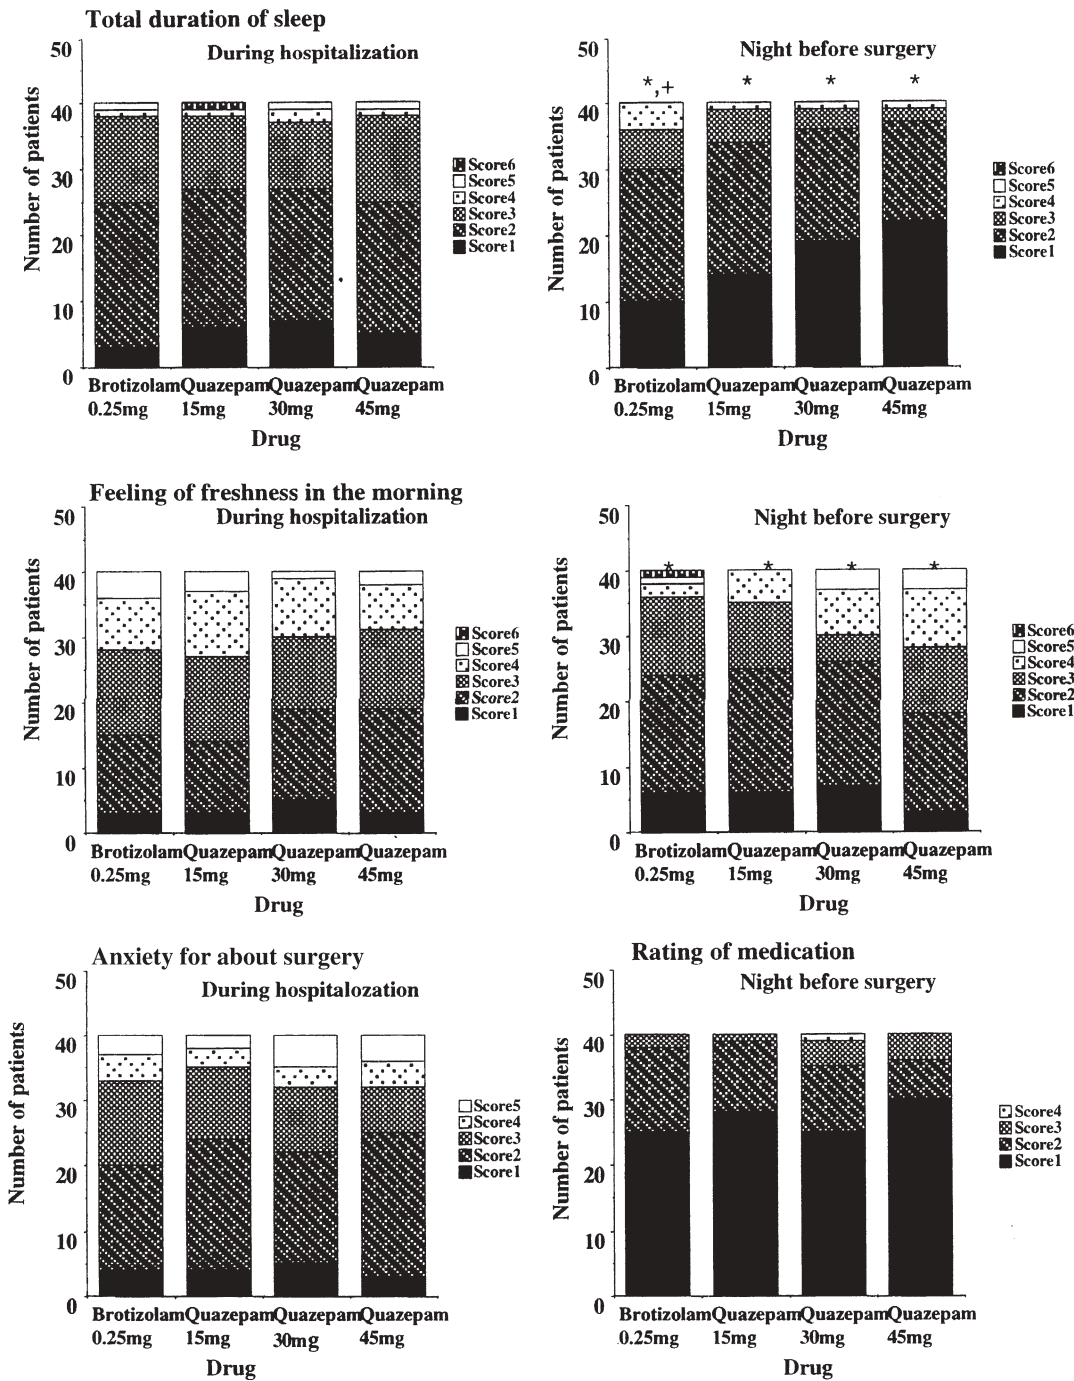 Total duration of sleep
During hospitalization
Number of patients
50
40
30
20
10
0
Score6
Score5
Score4
Score3
Score2
Score1
Brotizolam Quazepam Quazepam Quazepam
0.25mg 15mg 30mg 45mg
Drug
Night before surgery
Number of patients
50
40
30
20
10
0
*,+ * * *
Score6
Score5
Score4
Score3
Score2
Score1
Brotizolam Quazepam Quazepam Quazepam
0.25mg 15mg 30mg 45mg
Drug
Feeling of freshness in the morning
During hospitalization
Number of patients
50
40
30
20
10
0
Score6
Score5
Score4
Score3
Score2
Score1
Brotizolam Quazepam Quazepam Quazepam
0.25mg 15mg 30mg 45mg
Drug
Night before surgery
Number of patients
50
40
30
20
10
0
* * * *
Score6
Score5
Score4
Score3
Score2
Score1
Brotizolam Quazepam Quazepam Quazepam
0.25mg 15mg 30mg 45mg
Drug
Anxiety for about surgery
During hospitalozation
Number of patients
50
40
30
20
10
0
Score5
Score4
Score3
Score2
Score1
Brotizolam Quazepam Quazepam Quazepam
0.25mg 15mg 30mg 45mg
Drug
Rating of medication
Night before surgery
Number of patients
50
40
30
20
10
0
Score4
Score3
Score2
Score1
Brotizolam Quazepam Quazepam Quazepam
0.25mg 15mg 30mg 45mg
Drug